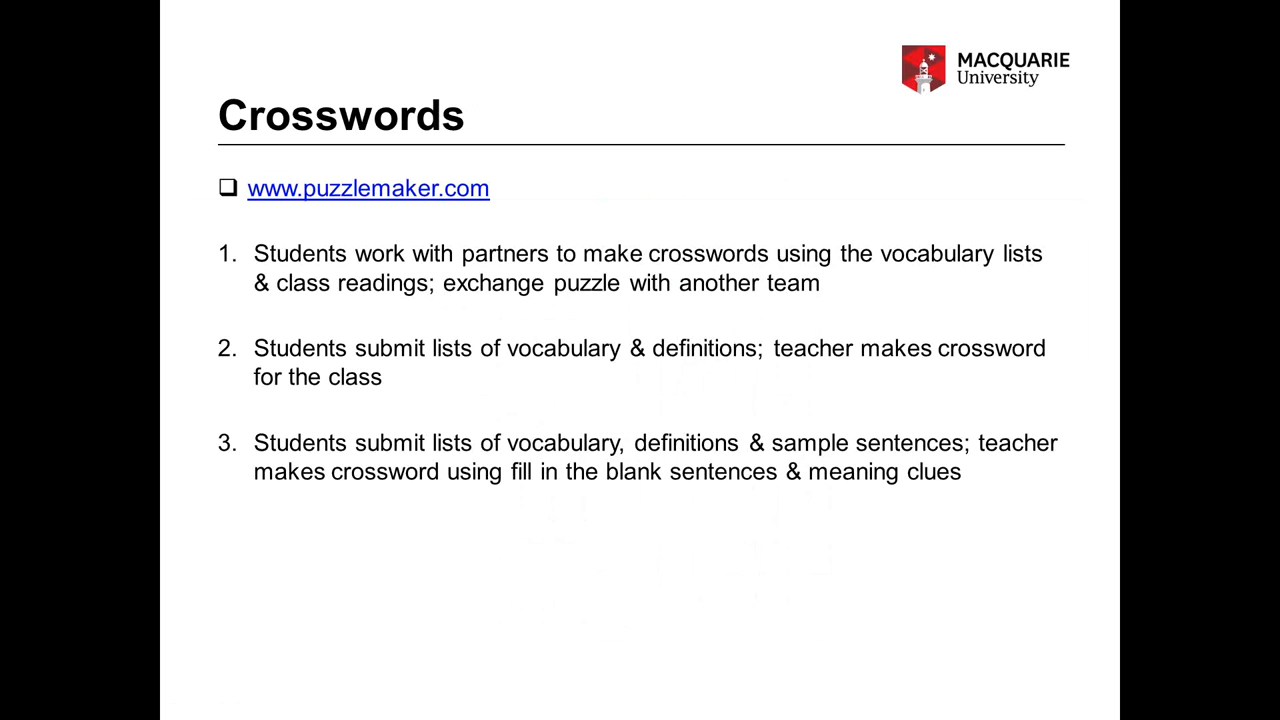 MACQUARIE
University
Crosswords
❑ www.puzzlemaker.com
1. Students work with partners to make crosswords using the vocabulary lists
& class readings; exchange puzzle with another team
2. Students submit lists of vocabulary & definitions; teacher makes crossword
for the class
3. Students submit lists of vocabulary, definitions & sample sentences; teacher
makes crossword using fill in the blank sentences & meaning clues